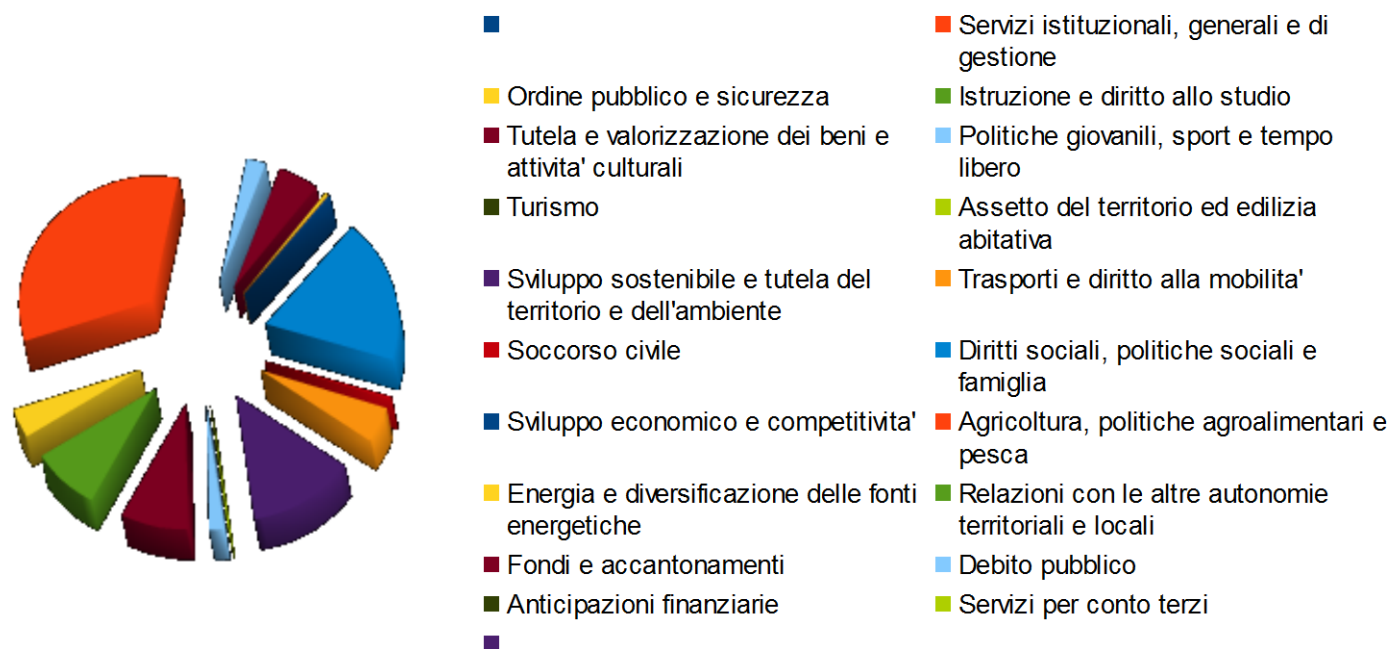 Servizi istituzionali, generali e di
gestione
Ordine pubblico e sicurezza
Istruzione e diritto allo studio
Tutela e valorizzazione dei beni e
attivita' culturali
Politiche giovanili, sport e tempo
libero
Turismo
Assetto del territorio ed edilizia
abitativa
Sviluppo sostenibile e tutela del
territorio e dell'ambiente
Trasporti e diritto alla mobilita'
Soccorso civile
Diritti sociali, politiche sociali e
famiglia
Sviluppo economico e competitivita'
Agricoltura, politiche agroalimentari e
pesca
Energia e diversificazione delle fonti
energetiche
Relazioni con le altre autonomie
territoriali e locali
Fondi e accantonamenti
Debito pubblico
Anticipazioni finanziarie
Servizi per conto terzi